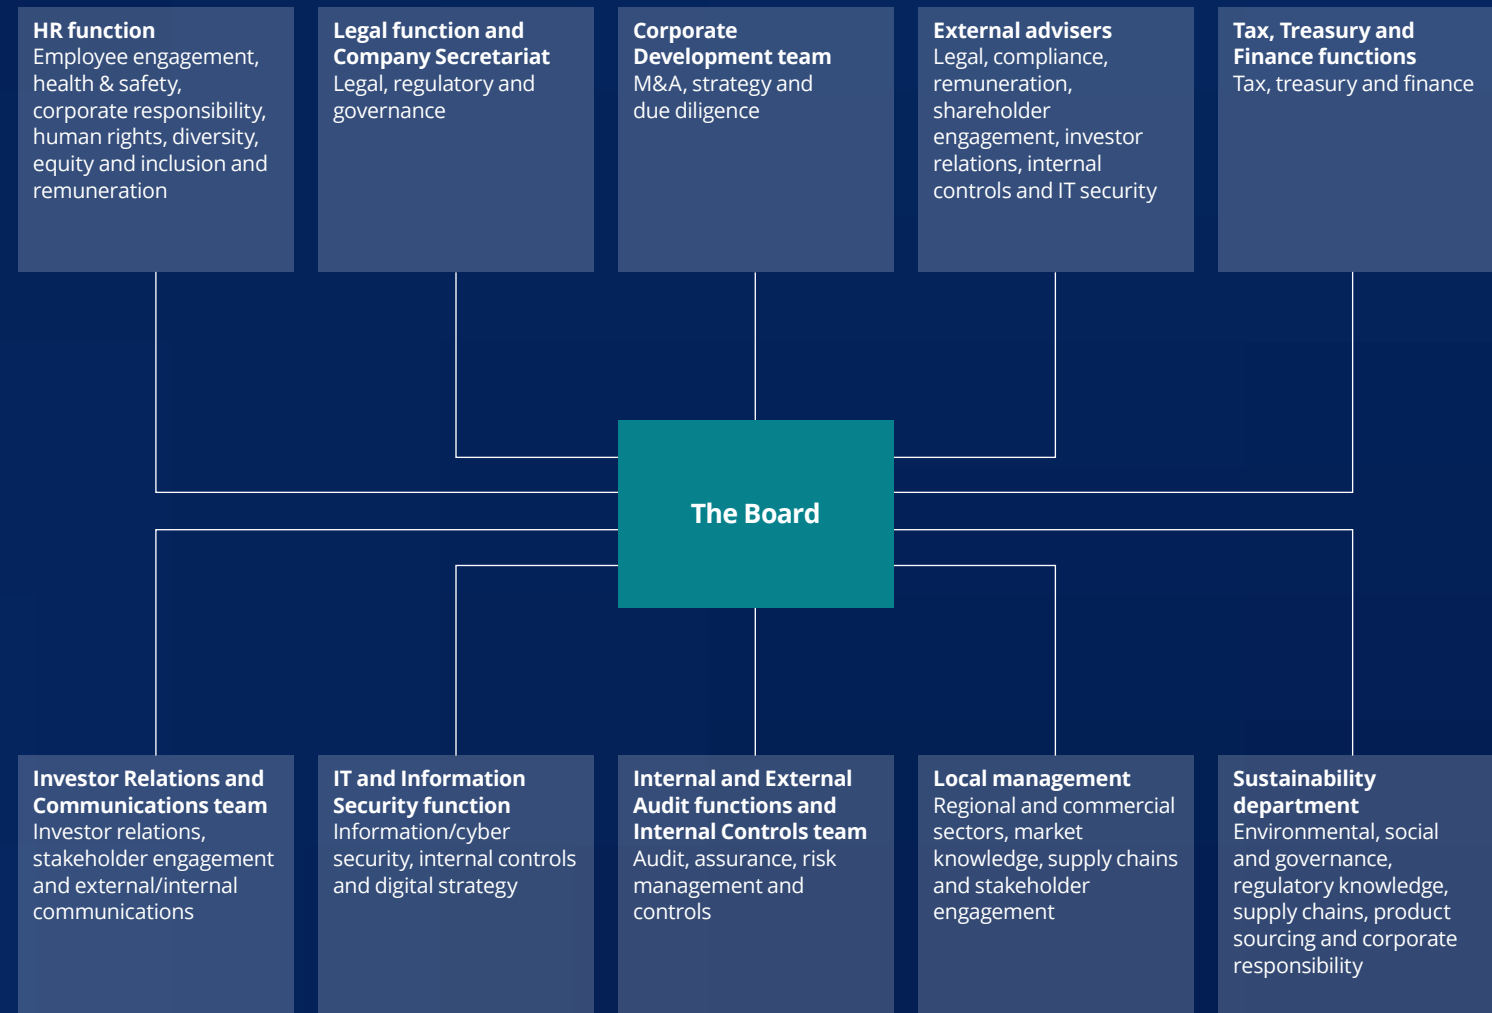 HR function
Employee engagement,
health & safety,
corporate responsibility,
human rights, diversity,
equity and inclusion and
remuneration
Legal function and
Company Secretariat
Legal, regulatory and
governance
Corporate
Development team
M&A, strategy and
due diligence
External advisers
Legal, compliance,
remuneration,
shareholder
engagement, investor
relations, internal
controls and IT security
Tax, Treasury and
Finance functions
Tax, treasury and finance
The Board
Investor Relations and
Communications team
Investor relations,
stakeholder engagement
and external/internal
communications
IT and Information
Security function
Information/cyber
security, internal controls
and digital strategy
Internal and External
Audit functions and
Internal Controls team
Audit, assurance, risk
management and
controls
Local management
Regional and commercial
sectors, market
knowledge, supply chains
and stakeholder
engagement
Sustainability
department
Environmental, social
and governance,
regulatory knowledge,
supply chains, product
sourcing and corporate
responsibility